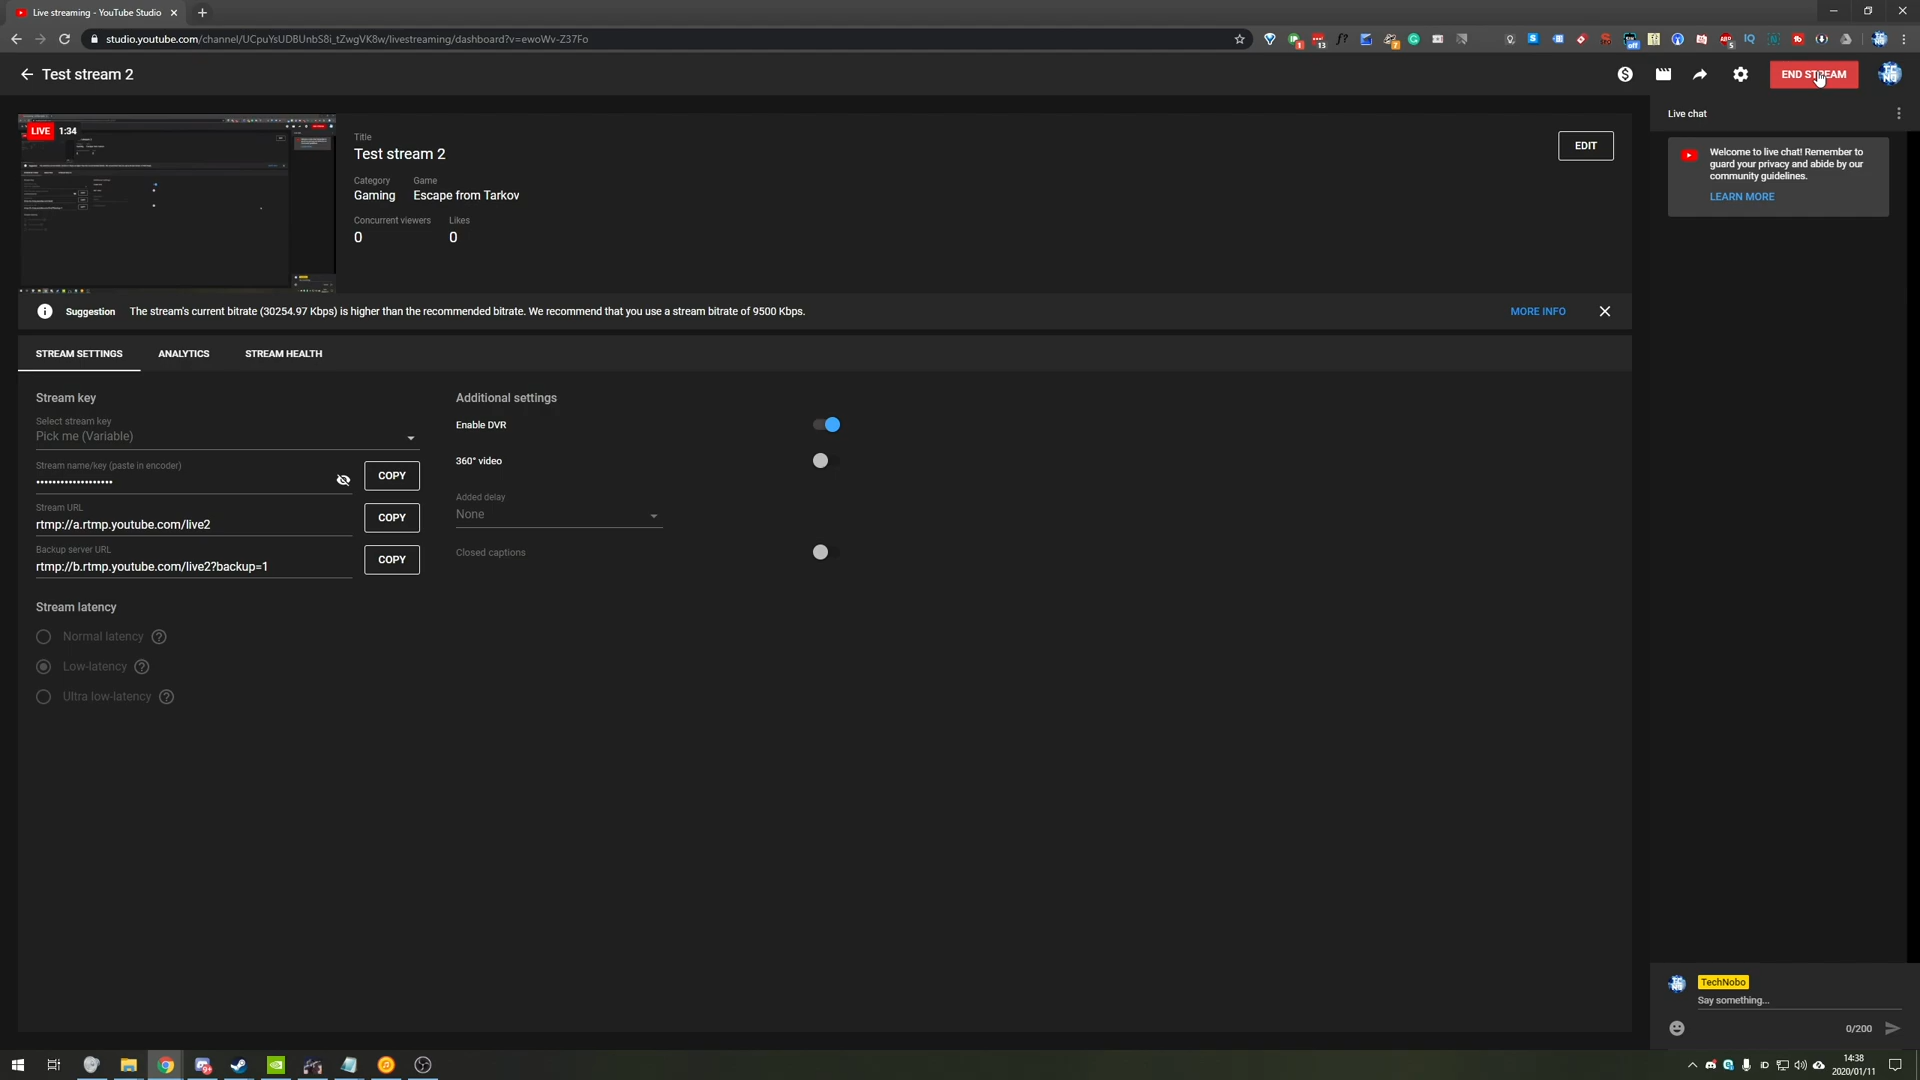 Live streaming - YouTube Studio
studio.youtube.com/channel/UCpuYsUDBUnbS8i_tZwgVK8w/livestreaming/dashboard?v=ewoWv-Z37Fo
Test stream 2
END STREAM
LIVE 1:34
Title
Test stream 2
EDIT
Category Game
Gaming Escape from Tarkov
Concurrent viewers Likes
0 0
Suggestion The stream's current bitrate (30254.97 Kbps) is higher than the recommended bitrate. We recommend that you use a stream bitrate of 9500 Kbps.
MORE INFO
STREAM SETTINGS ANALYTICS STREAM HEALTH
Stream key
Select stream key
Pick me (Variable)
Stream name/key (paste in encoder)
•••••••••••••••••••
COPY
Stream URL
rtmp://a.rtmp.youtube.com/live2
COPY
Backup server URL
rtmp://b.rtmp.youtube.com/live2?backup=1
COPY
Stream latency
Normal latency
Low-latency
Ultra low-latency
Additional settings
Enable DVR
360° video
Added delay
None
Closed captions
Live chat
Welcome to live chat! Remember to
guard your privacy and abide by our
community guidelines.
LEARN MORE
TechNobo
Say something...
0/200
14:38
2020/01/11